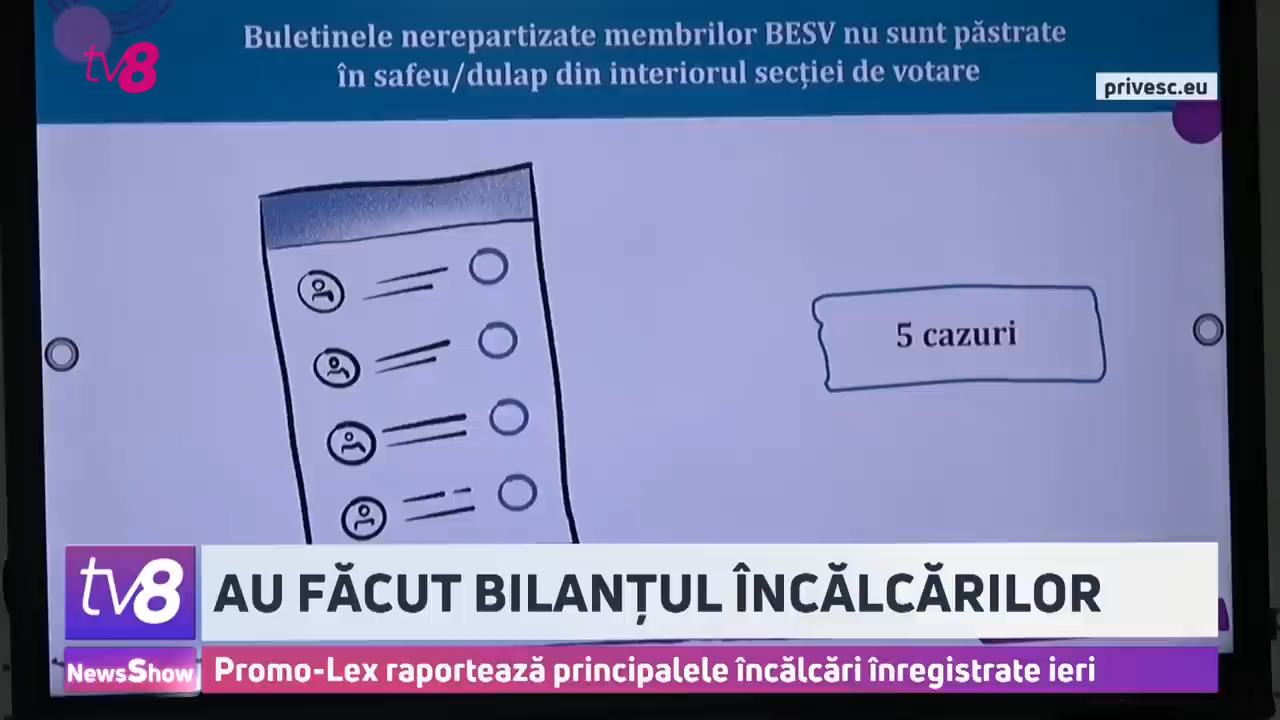 Buletinele nerepartizate membrilor BESV nu sunt păstrate
în safeu/dulap din interiorul secției de votare
tv8
privesc.eu
5 cazuri
tv8
AU FĂCUT BILANȚUL ÎNCĂLCĂRILOR
NewsShow
Promo-Lex raportează principalele încălcări înregistrate ieri